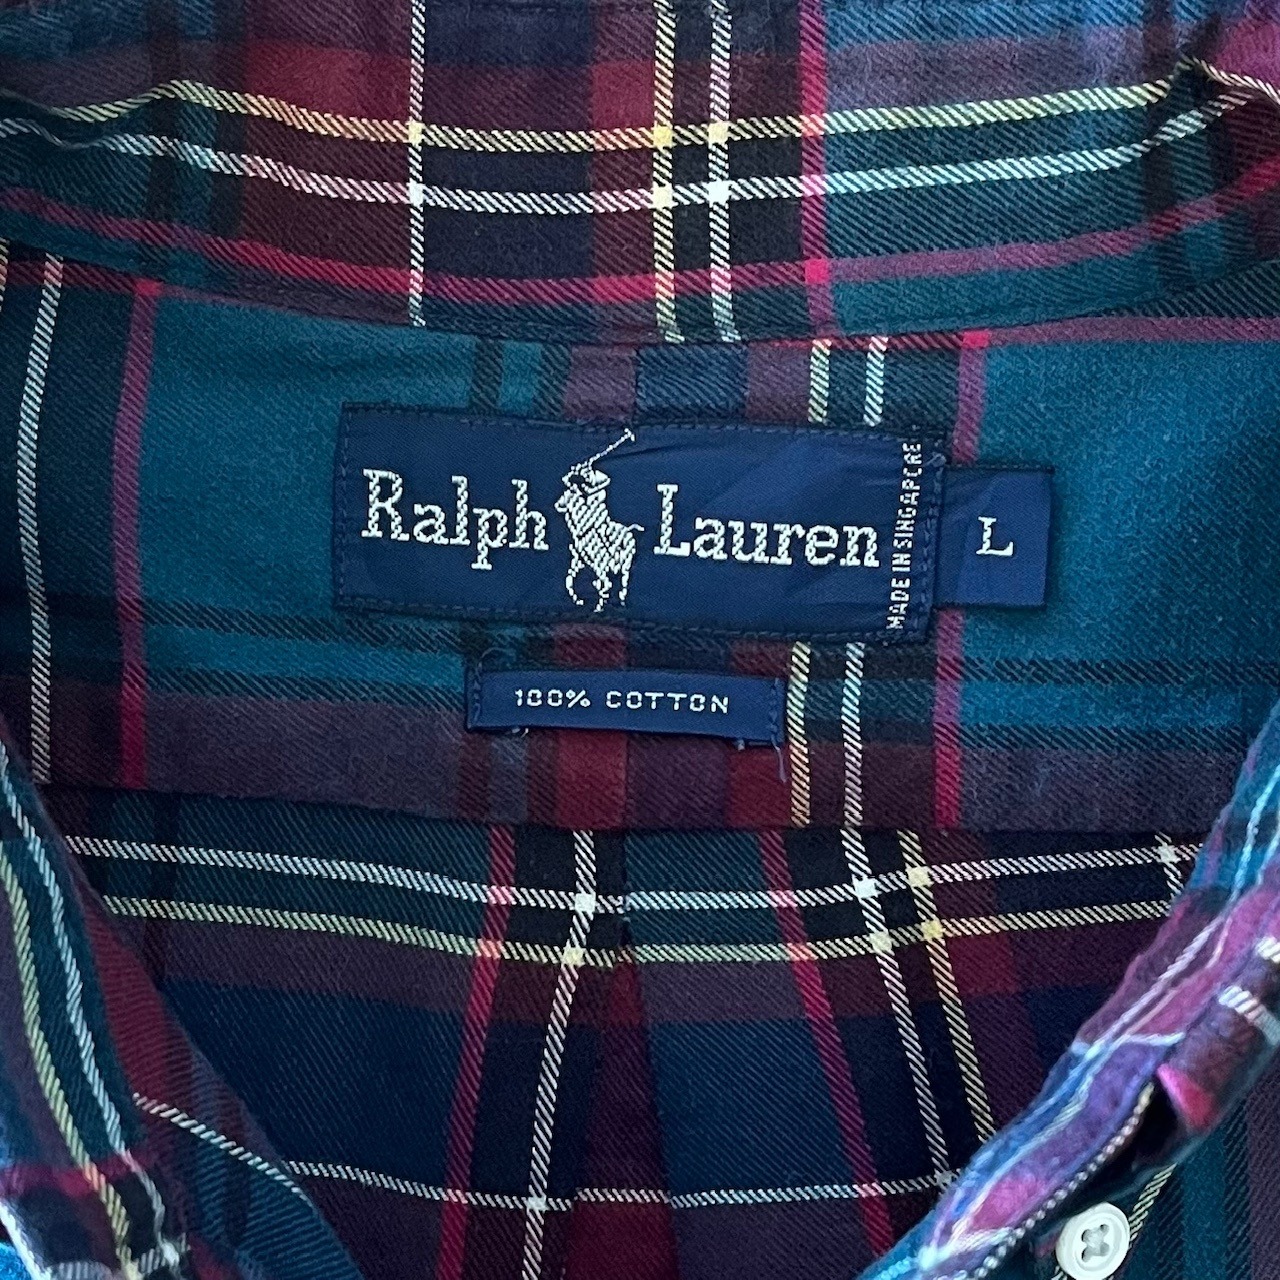 Ralph Lauren
MADE IN SINGAPORE
L
100% COTTON